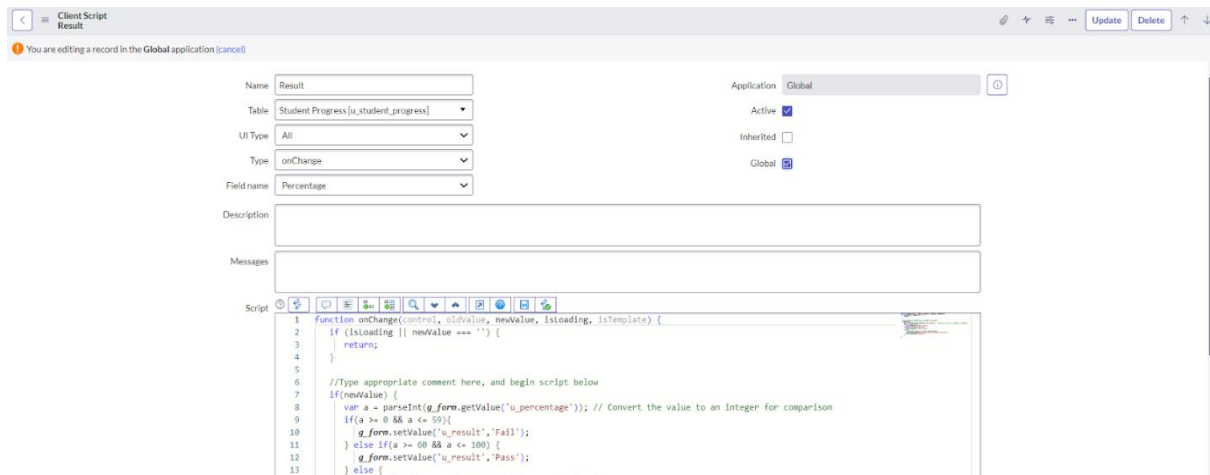 Client Script
Result
Update
Delete
You are editing a record in the Global application (cancel)
Name
Result
Application
Global
Table
Student Progress [u_student_progress]
Active
UI Type
All
Inherited
Type
onChange
Global
Field name
Percentage
Description
Messages
Script
1 function onChange(control, oldValue, newValue, isLoading, isTemplate) {
2 if (isLoading || newValue === '') {
3 return;
4 }
5
6 //Type appropriate comment here, and begin script below
7 if(newValue) {
8 var a = parseInt(g_form.getValue('u_percentage')); // Convert the value to an integer for comparison
9 if(a >= 0 && a <= 59){
10 g_form.setValue('u_result','Fail');
11 } else if(a >= 60 && a <= 100) {
12 g_form.setValue('u_result','Pass');
13 } else {